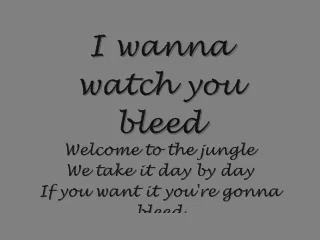 I wanna
watch you
bleed
Welcome to the jungle
We take it day by day
If you want it you're gonna
bleed